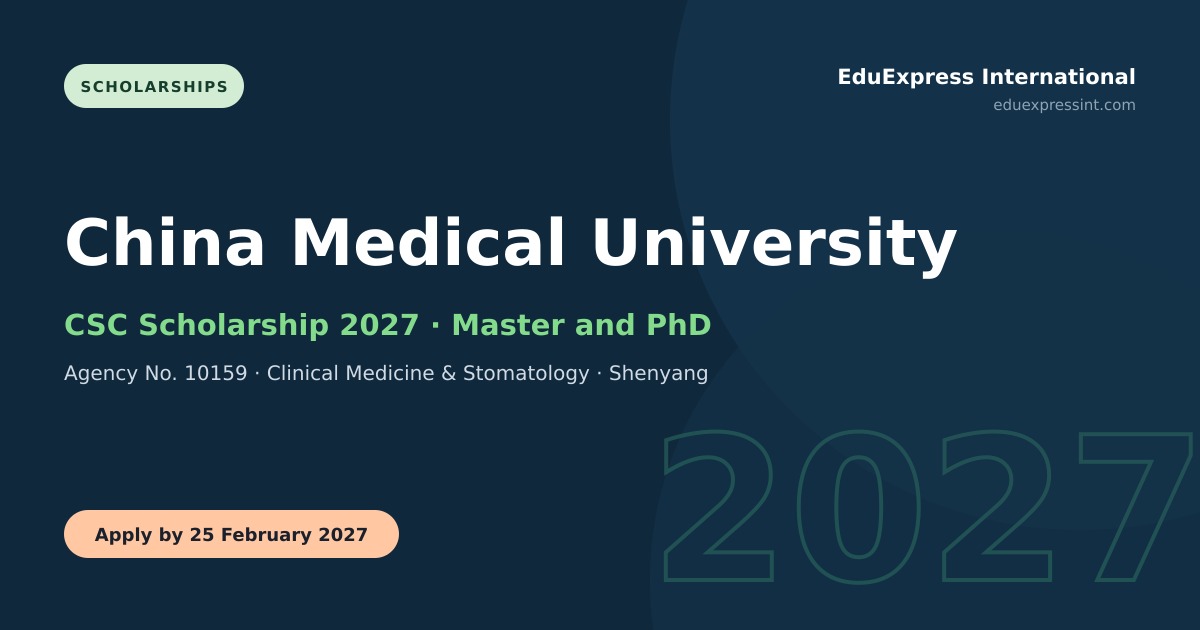 SCHOLARSHIPS
EduExpress International
eduexpressint.com
China Medical University
CSC Scholarship 2027 · Master and PhD
Agency No. 10159 · Clinical Medicine & Stomatology · Shenyang
2027
Apply by 25 February 2027